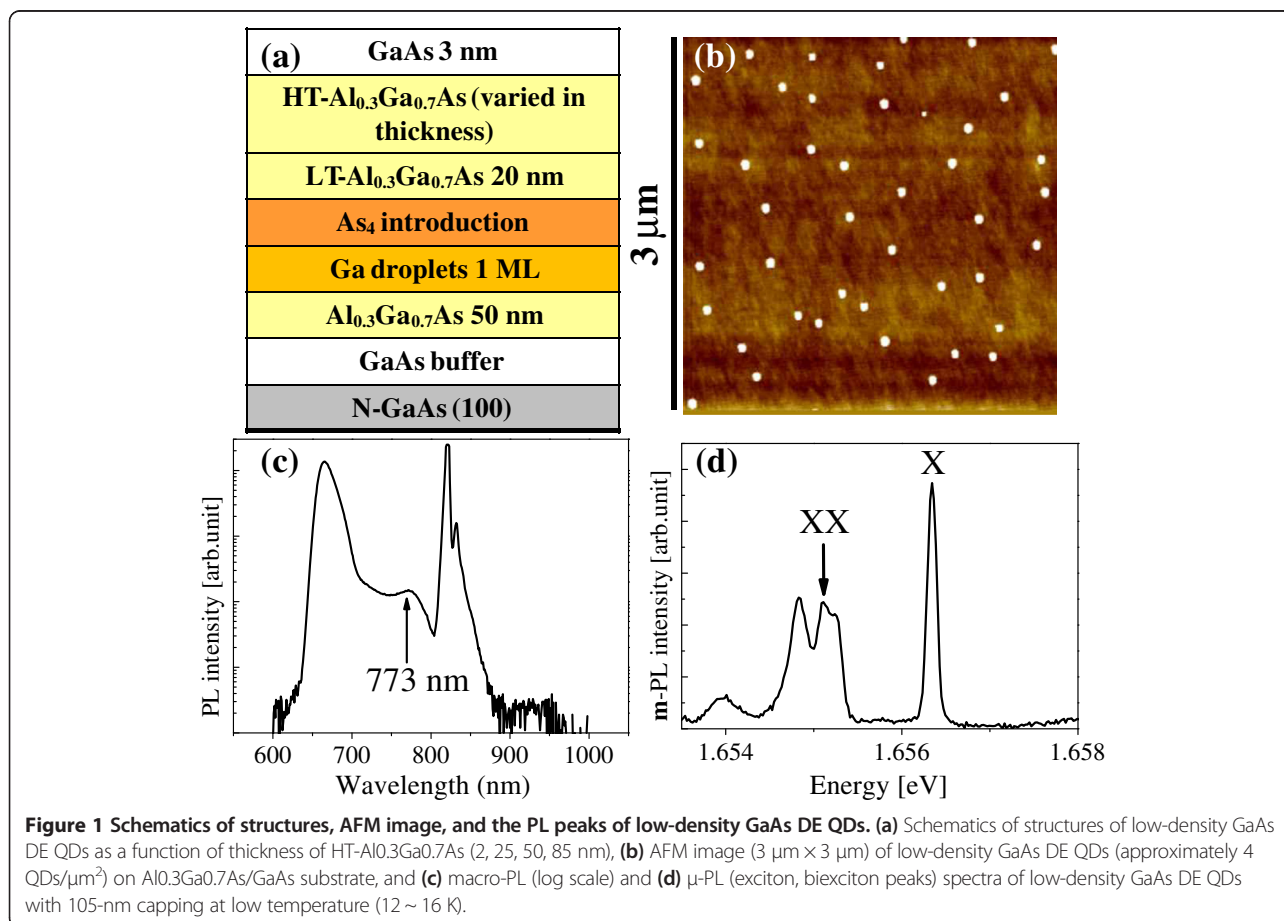 (a)
GaAs 3 nm
HT-Al0.3Ga0.7As (varied in
thickness)
LT-Al0.3Ga0.7As 20 nm
As4 introduction
Ga droplets 1 ML
Al0.3Ga0.7As 50 nm
GaAs buffer
N-GaAs (100)
(b)
3 μm
(c)
PL intensity [arb.unit]
773 nm
600 700 800 900 1000
Wavelength (nm)
(d)
m-PL intensity [arb.unit]
XX
X
1.654 1.656 1.658
Energy [eV]
Figure 1 Schematics of structures, AFM image, and the PL peaks of low-density GaAs DE QDs. (a) Schematics of structures of low-density GaAs
DE QDs as a function of thickness of HT-Al0.3Ga0.7As (2, 25, 50, 85 nm), (b) AFM image (3 μm × 3 μm) of low-density GaAs DE QDs (approximately 4
QDs/μm²) on Al0.3Ga0.7As/GaAs substrate, and (c) macro-PL (log scale) and (d) μ-PL (exciton, biexciton peaks) spectra of low-density GaAs DE QDs
with 105-nm capping at low temperature (12 ~ 16 K).